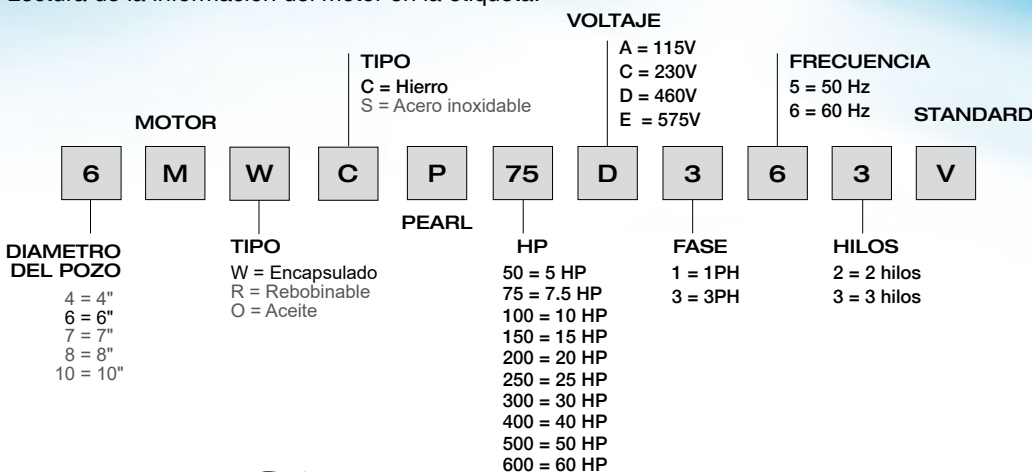 Lectura de la información del motor en la etiqueta.
VOLTAJE
A = 115V
C = 230V
D = 460V
E = 575V
TIPO
C = Hierro
S = Acero inoxidable
FRECUENCIA
5 = 50 Hz
6 = 60 Hz
MOTOR
STANDARD
6 M W C P 75 D 3 6 3 V
PEARL
DIAMETRO
DEL POZO
4 = 4"
6 = 6"
7 = 7"
8 = 8"
10 = 10"
TIPO
W = Encapsulado
R = Rebobinable
O = Aceite
HP
50 = 5 HP
75 = 7.5 HP
100 = 10 HP
150 = 15 HP
200 = 20 HP
250 = 25 HP
300 = 30 HP
400 = 40 HP
500 = 50 HP
600 = 60 HP
FASE
1 = 1PH
3 = 3PH
HILOS
2 = 2 hilos
3 = 3 hilos